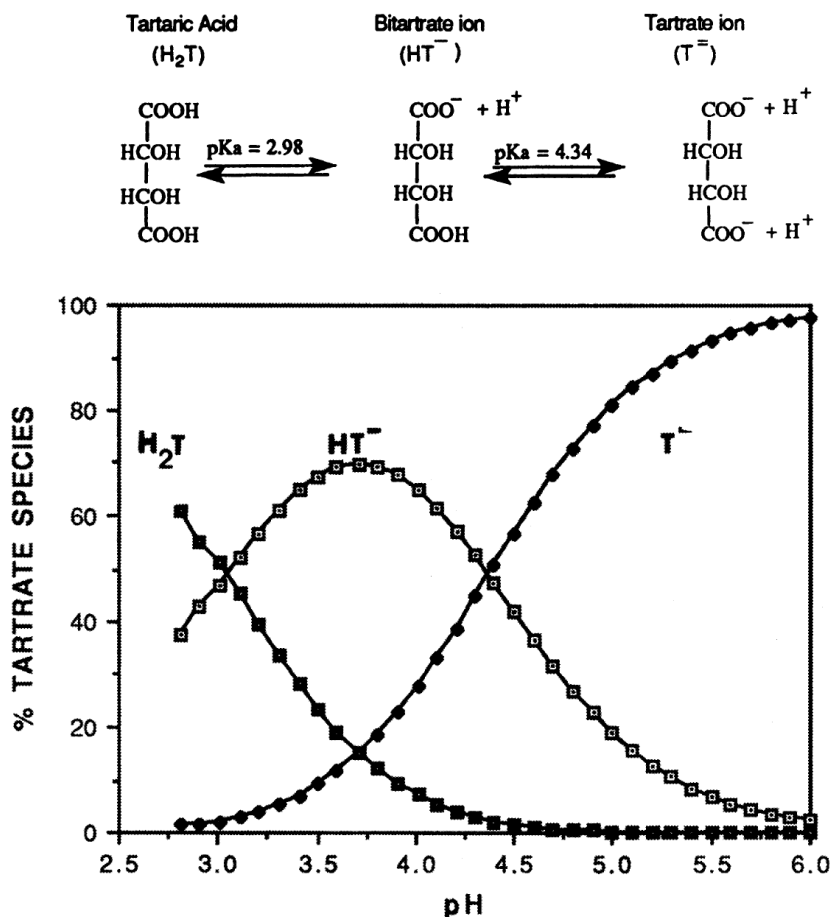 Tartaric Acid Bitartrate ion Tartrate ion
(H₂T) (HT⁻) (T⁼)
COOH COO⁻ + H⁺ COO⁻ + H⁺
HCOH pKa = 2.98 HCOH pKa = 4.34 HCOH
HCOH HCOH HCOH
COOH COOH COO⁻ + H⁺
100
80
H₂T HT⁻ T⁼
60
40
20
0
% TARTRATE SPECIES
2.5 3.0 3.5 4.0 4.5 5.0 5.5 6.0
pH